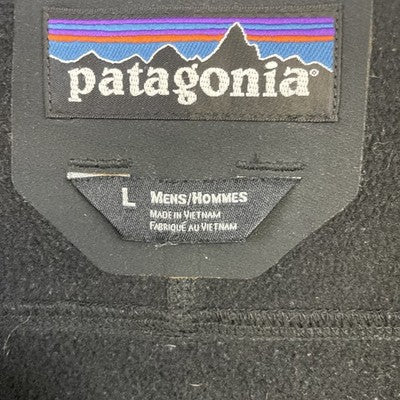 patagonia®
L MENS/HOMMES
MADE IN VIETNAM
FABRIQUÉ AU VIETNAM